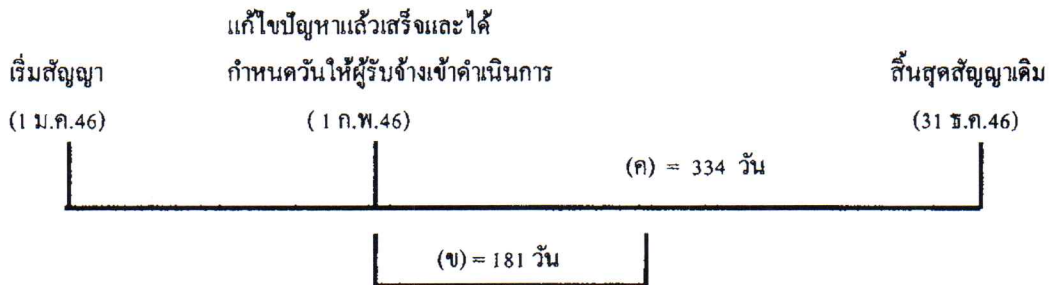 แก้ไขปัญหาแล้วเสร็จและได้
เริ่มสัญญา กำหนดวันให้ผู้รับจ้างเข้าดำเนินการ สิ้นสุดสัญญาเดิม
(1 ม.ค.46) ( 1 ก.พ.46) (31 ธ.ค.46)
(ค) = 334 วัน
(ข) = 181 วัน